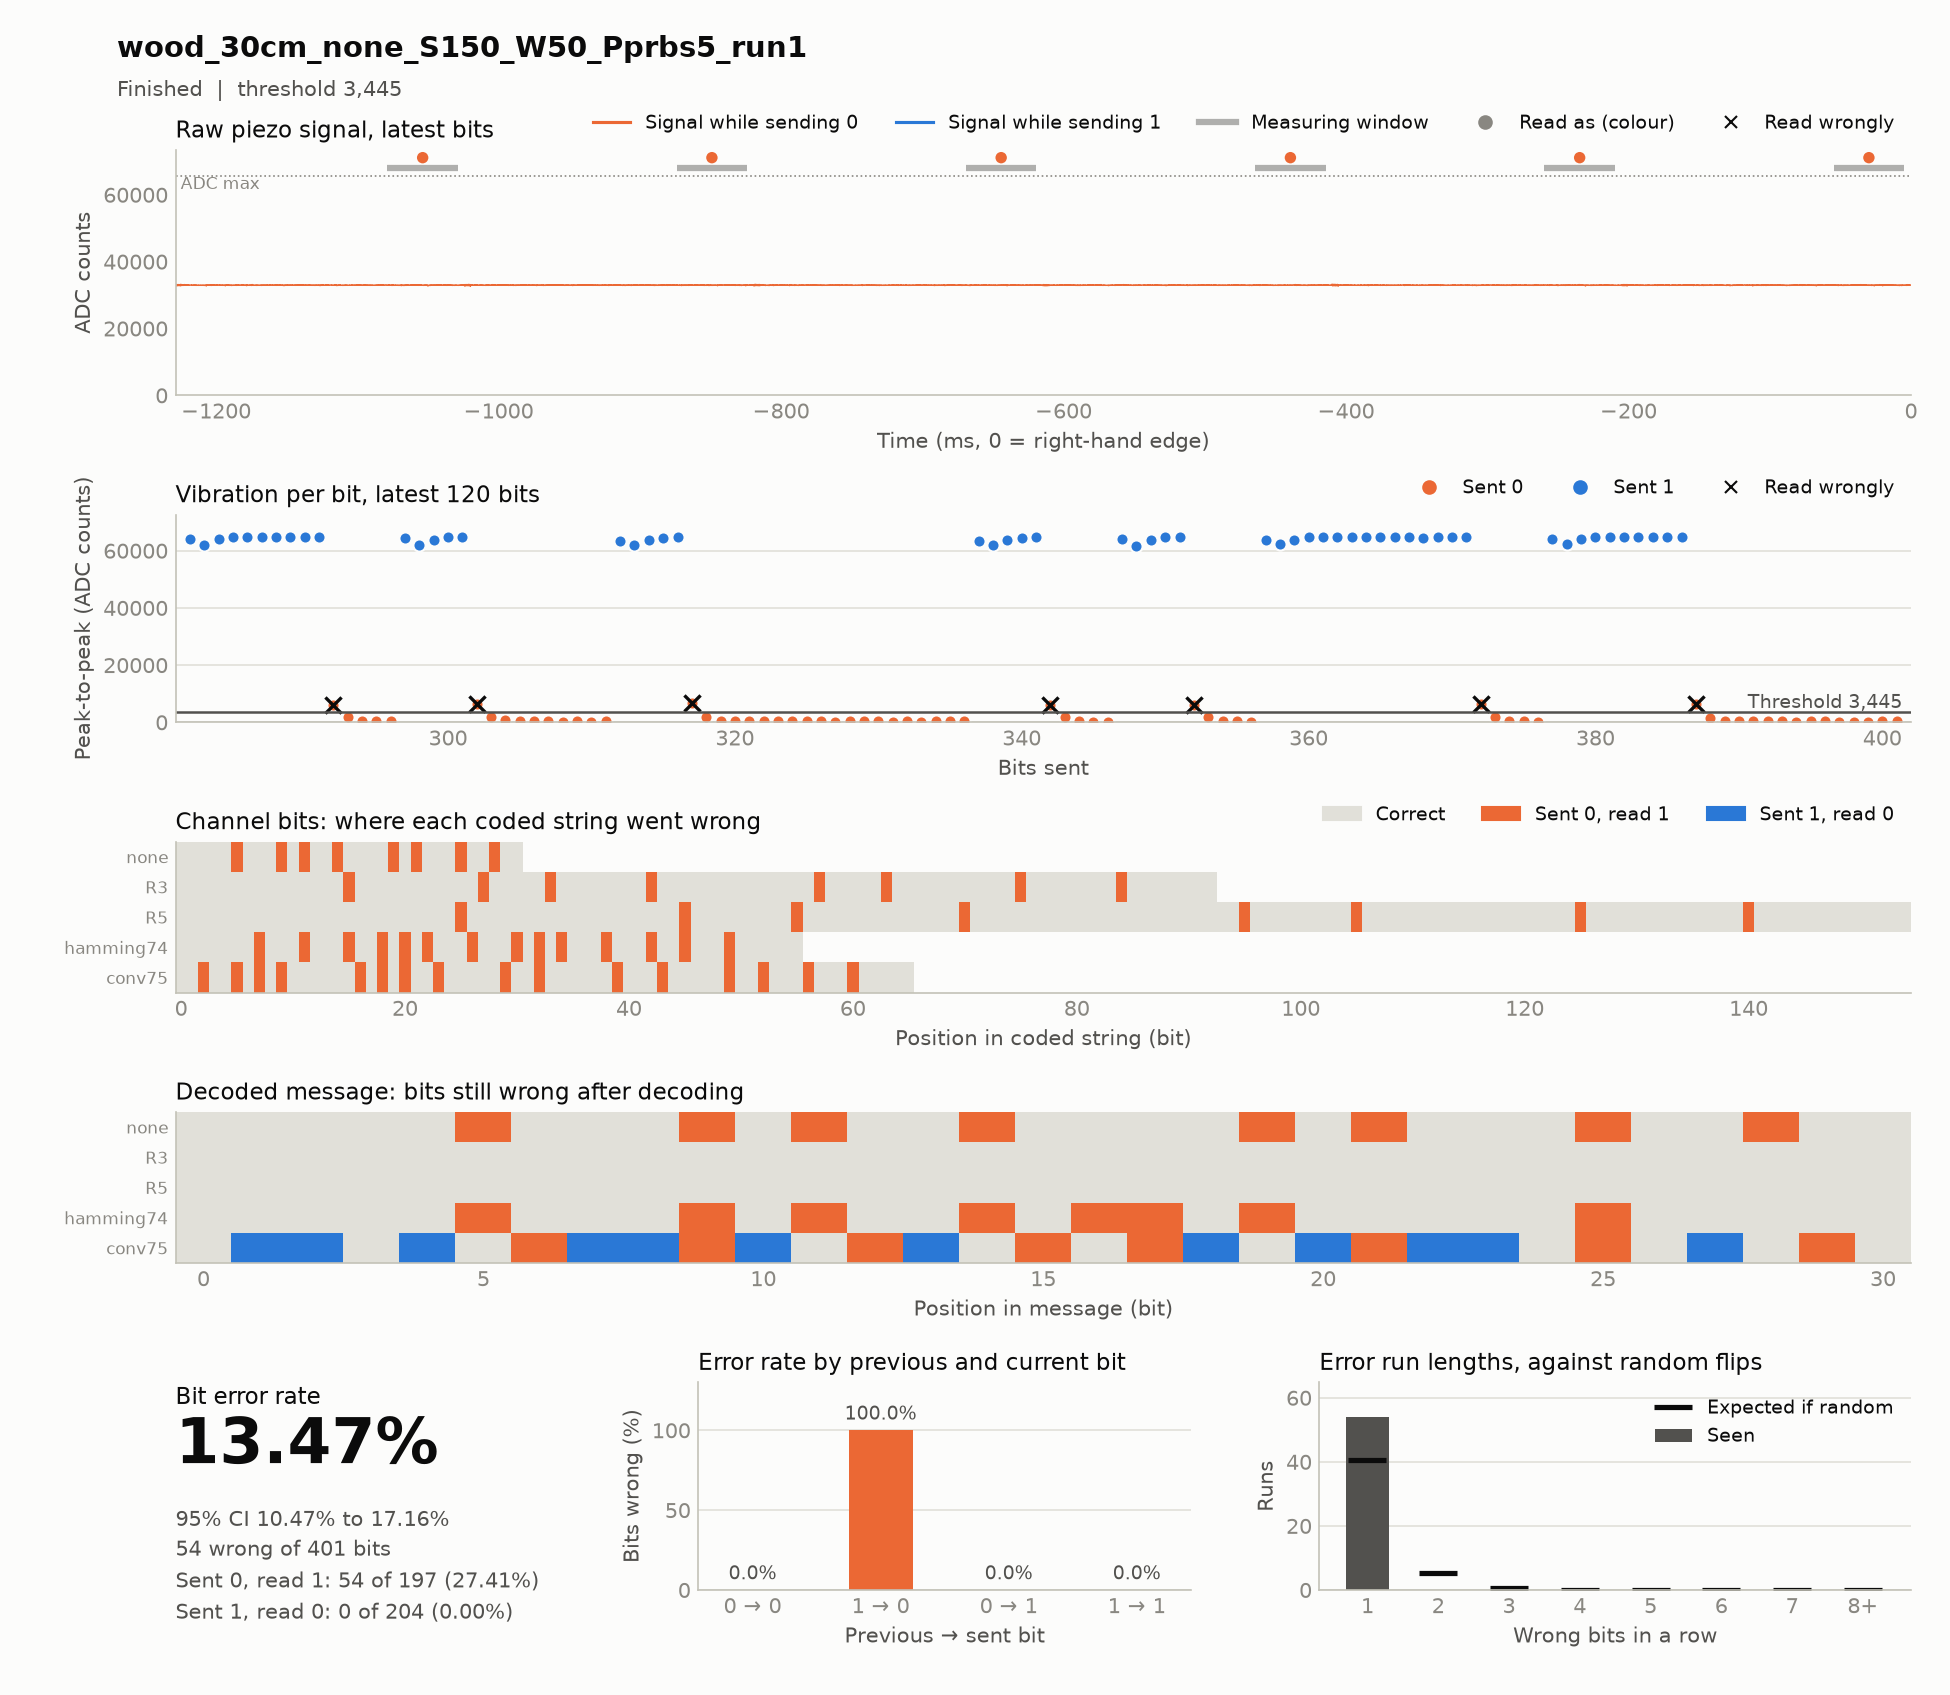 wood_30cm_none_S150_W50_Pprbs5_run1
Finished | threshold 3,445
Raw piezo signal, latest bits
Signal while sending 0
Signal while sending 1
Measuring window
Read as (colour)
Read wrongly
ADC max
ADC counts
60000
40000
20000
0
−1200 −1000 −800 −600 −400 −200 0
Time (ms, 0 = right-hand edge)
Vibration per bit, latest 120 bits
Sent 0
Sent 1
Read wrongly
Peak-to-peak (ADC counts)
60000
40000
20000
0
Threshold 3,445
300 320 340 360 380 400
Bits sent
Channel bits: where each coded string went wrong
Correct
Sent 0, read 1
Sent 1, read 0
none
R3
R5
hamming74
conv75
0 20 40 60 80 100 120 140
Position in coded string (bit)
Decoded message: bits still wrong after decoding
none
R3
R5
hamming74
conv75
0 5 10 15 20 25 30
Position in message (bit)
Bit error rate
13.47%
95% CI 10.47% to 17.16%
54 wrong of 401 bits
Sent 0, read 1: 54 of 197 (27.41%)
Sent 1, read 0: 0 of 204 (0.00%)
Error rate by previous and current bit
Bits wrong (%)
100
50
0
0.0% 100.0% 0.0% 0.0%
0 → 0 1 → 0 0 → 1 1 → 1
Previous → sent bit
Error run lengths, against random flips
Expected if random
Seen
Runs
60
40
20
0
1 2 3 4 5 6 7 8+
Wrong bits in a row